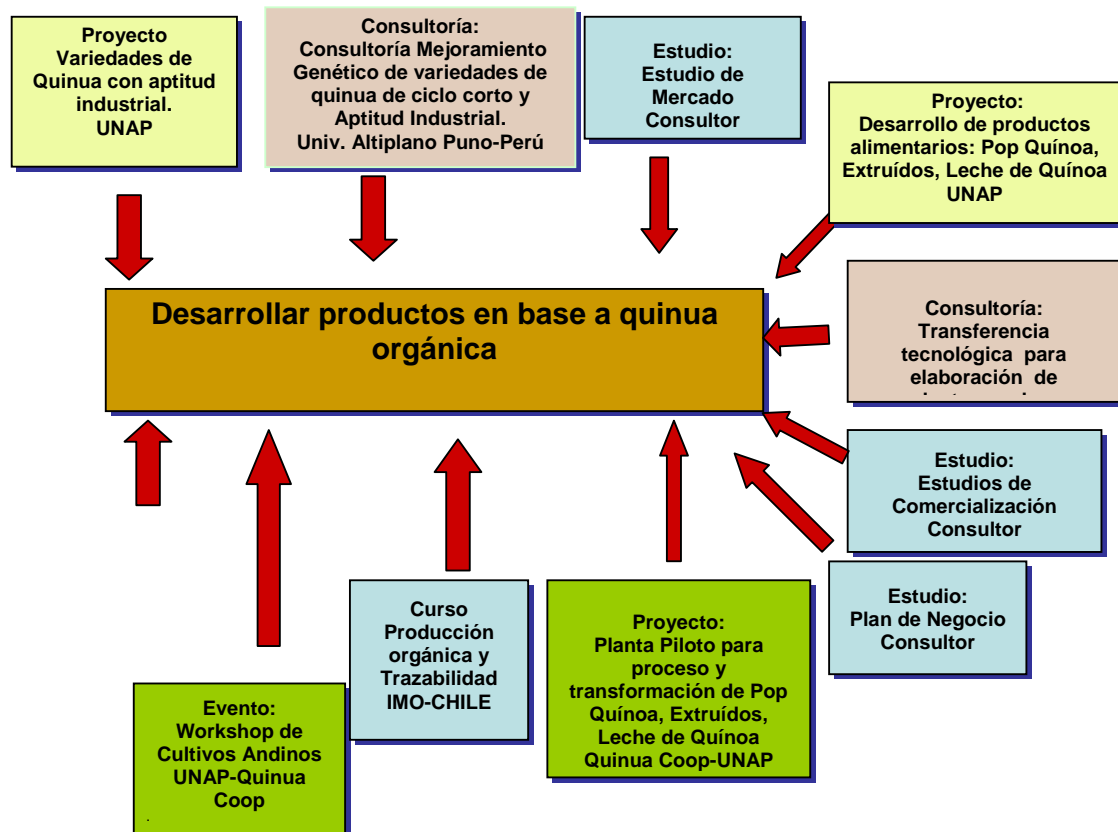 Proyecto
Variedades de
Quinua con aptitud
industrial.
UNAP
Consultoría:
Consultoría Mejoramiento
Genético de variedades de
quinua de ciclo corto y
Aptitud Industrial.
Univ. Altiplano Puno-Perú
Estudio:
Estudio de
Mercado
Consultor
Proyecto:
Desarrollo de productos
alimentarios: Pop Quínoa,
Extruídos, Leche de Quínoa
UNAP
Desarrollar productos en base a quinua
orgánica
Consultoría:
Transferencia
tecnológica para
elaboración de
Estudio:
Estudios de
Comercialización
Consultor
Estudio:
Plan de Negocio
Consultor
Curso
Producción
orgánica y
Trazabilidad
IMO-CHILE
Proyecto:
Planta Piloto para
proceso y
transformación de Pop
Quínoa, Extruídos,
Leche de Quínoa
Quinua Coop-UNAP
Evento:
Workshop de
Cultivos Andinos
UNAP-Quinua
Coop
.